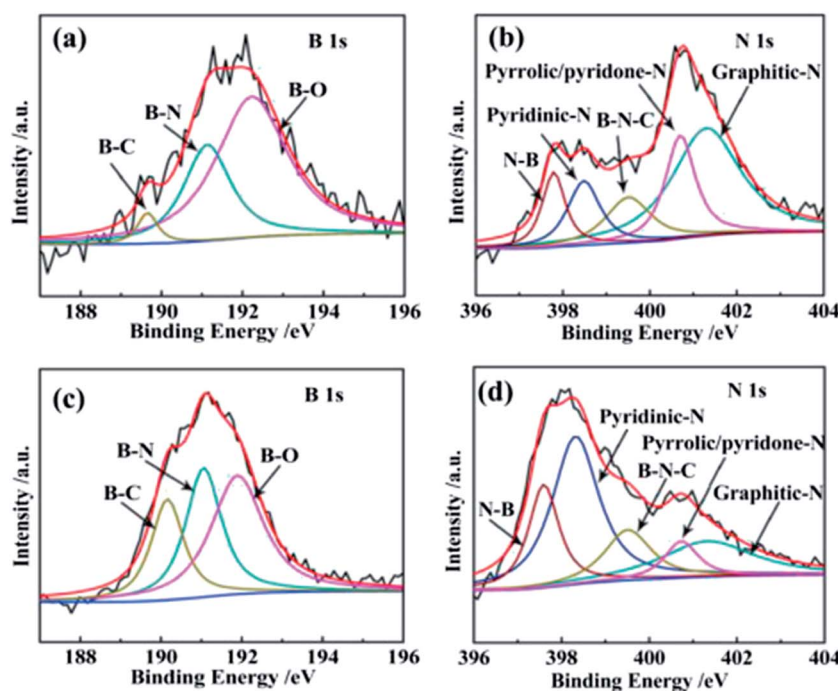 (a)
B 1s
B-O
B-N
B-C
Intensity /a.u.
188 190 192 194 196
Binding Energy /eV
(b)
N 1s
Pyrrolic/pyridone-N
Graphitic-N
Pyridinic-N
B-N-C
N-B
Intensity /a.u.
396 398 400 402 404
Binding Energy /eV
(c)
B 1s
B-N
B-O
B-C
Intensity /a.u.
188 190 192 194 196
Binding Energy /eV
(d)
N 1s
Pyridinic-N
Pyrrolic/pyridone-N
B-N-C
Graphitic-N
N-B
Intensity /a.u.
396 398 400 402 404
Binding Energy /eV